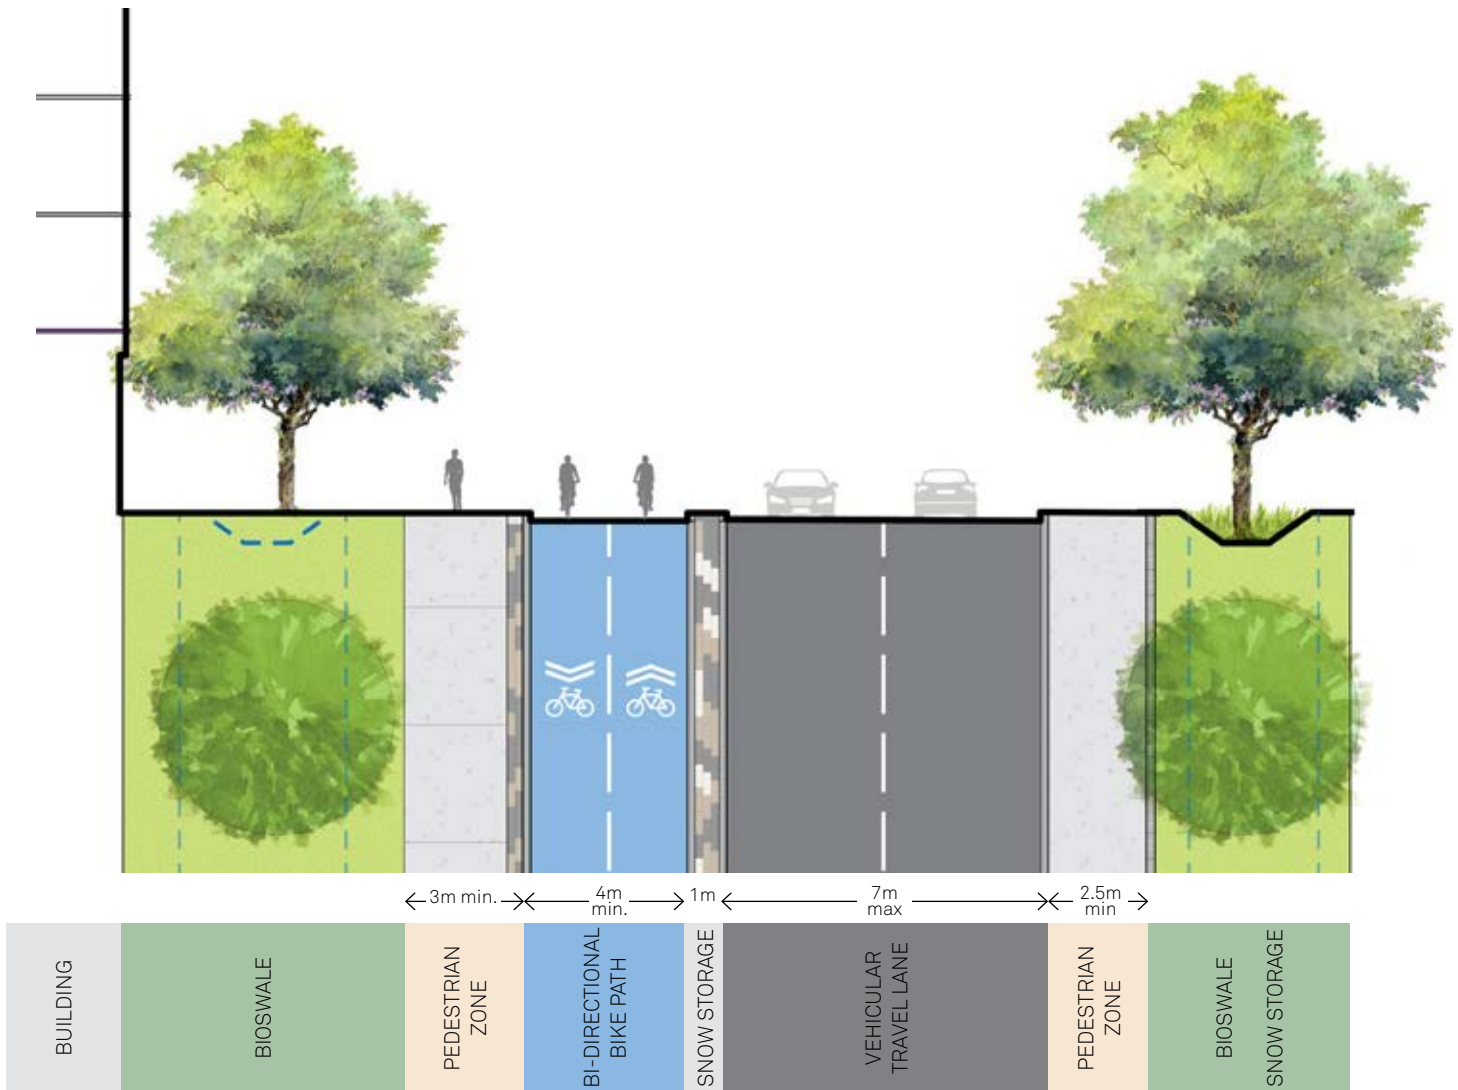 3m min.
4m
min.
1m
7m
max
2.5m
min
BUILDING
BIOSWALE
PEDESTRIAN
ZONE
BI-DIRECTIONAL
BIKE PATH
SNOW STORAGE
VEHICULAR
TRAVEL LANE
PEDESTRIAN
ZONE
BIOSWALE
SNOW STORAGE